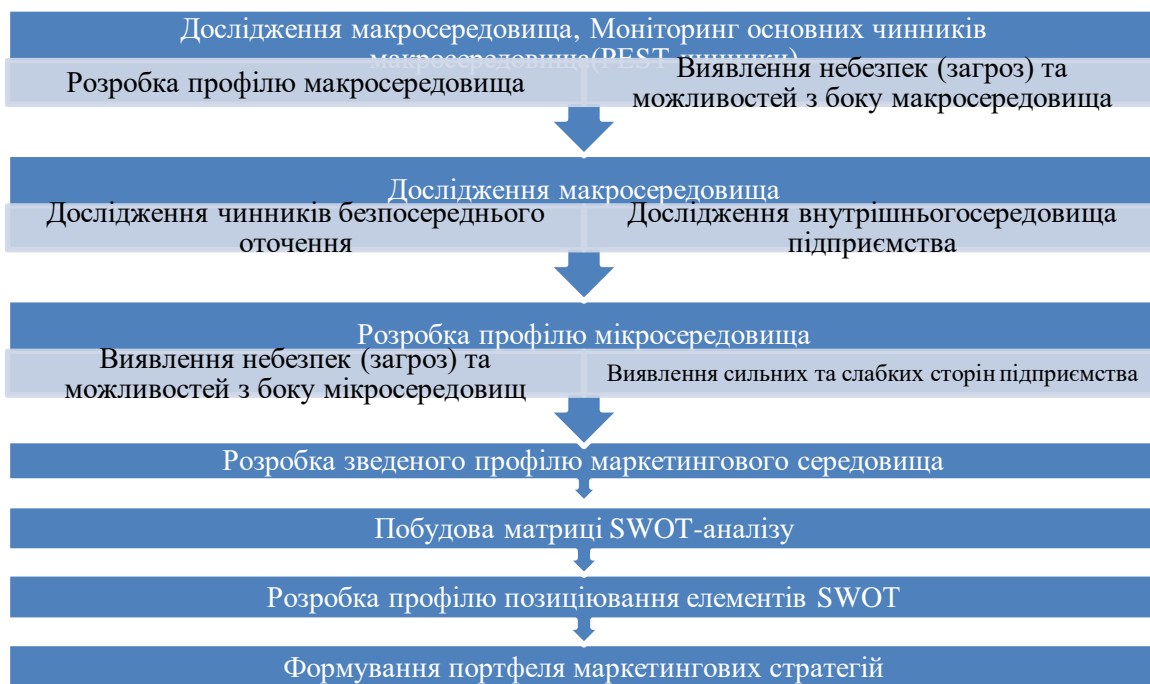 Дослідження макросередовища, Моніторинг основних чинників
макросередовища(PEST-чинники)
Розробка профілю макросередовища
Виявлення небезпек (загроз) та
можливостей з боку макросередовища
Дослідження макросередовища
Дослідження чинників безпосереднього
оточення
Дослідження внутрішньогосередовища
підприємства
Розробка профілю мікросередовища
Виявлення небезпек (загроз) та
можливостей з боку мікросередовищ
Виявлення сильних та слабких сторін підприємства
Розробка зведеного профілю маркетингового середовища
Побудова матриці SWOT-аналізу
Розробка профілю позиціювання елементів SWOT
Формування портфеля маркетингових стратегій